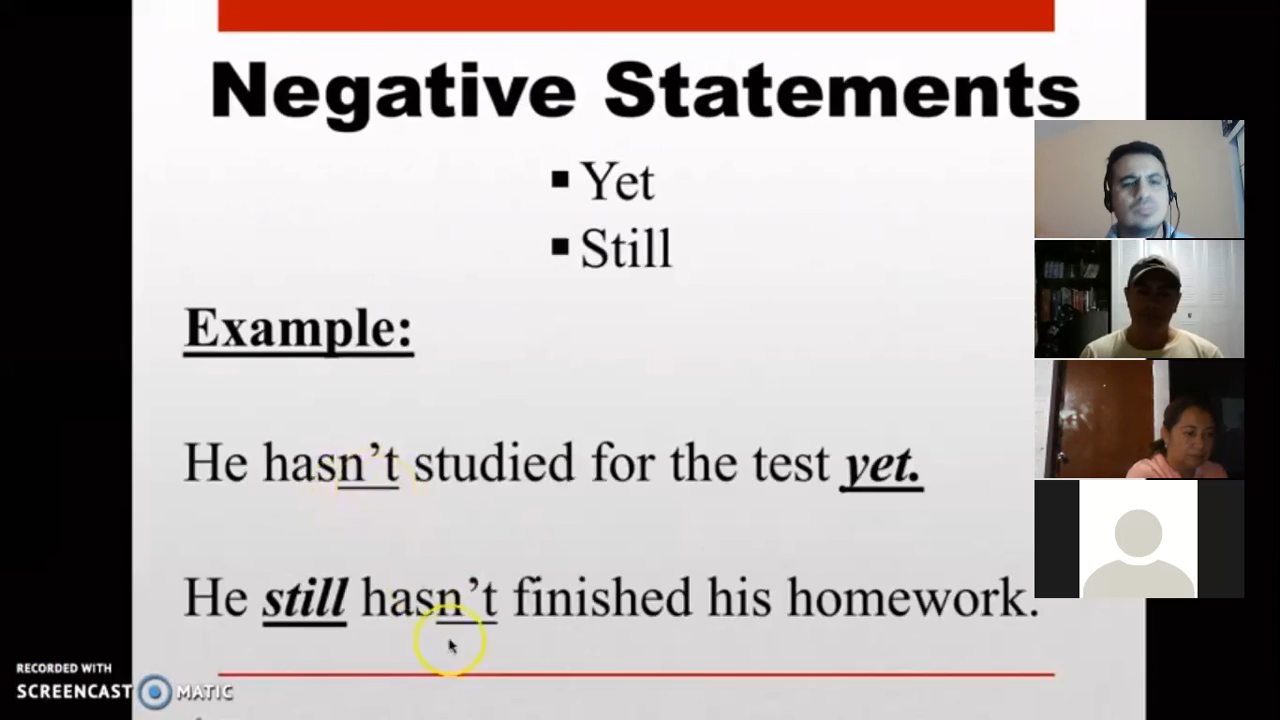 Negative Statements
▪ Yet
▪ Still
Example:
He hasn't studied for the test yet.
He still hasn't finished his homework.
RECORDED WITH
SCREENCAST MATIC